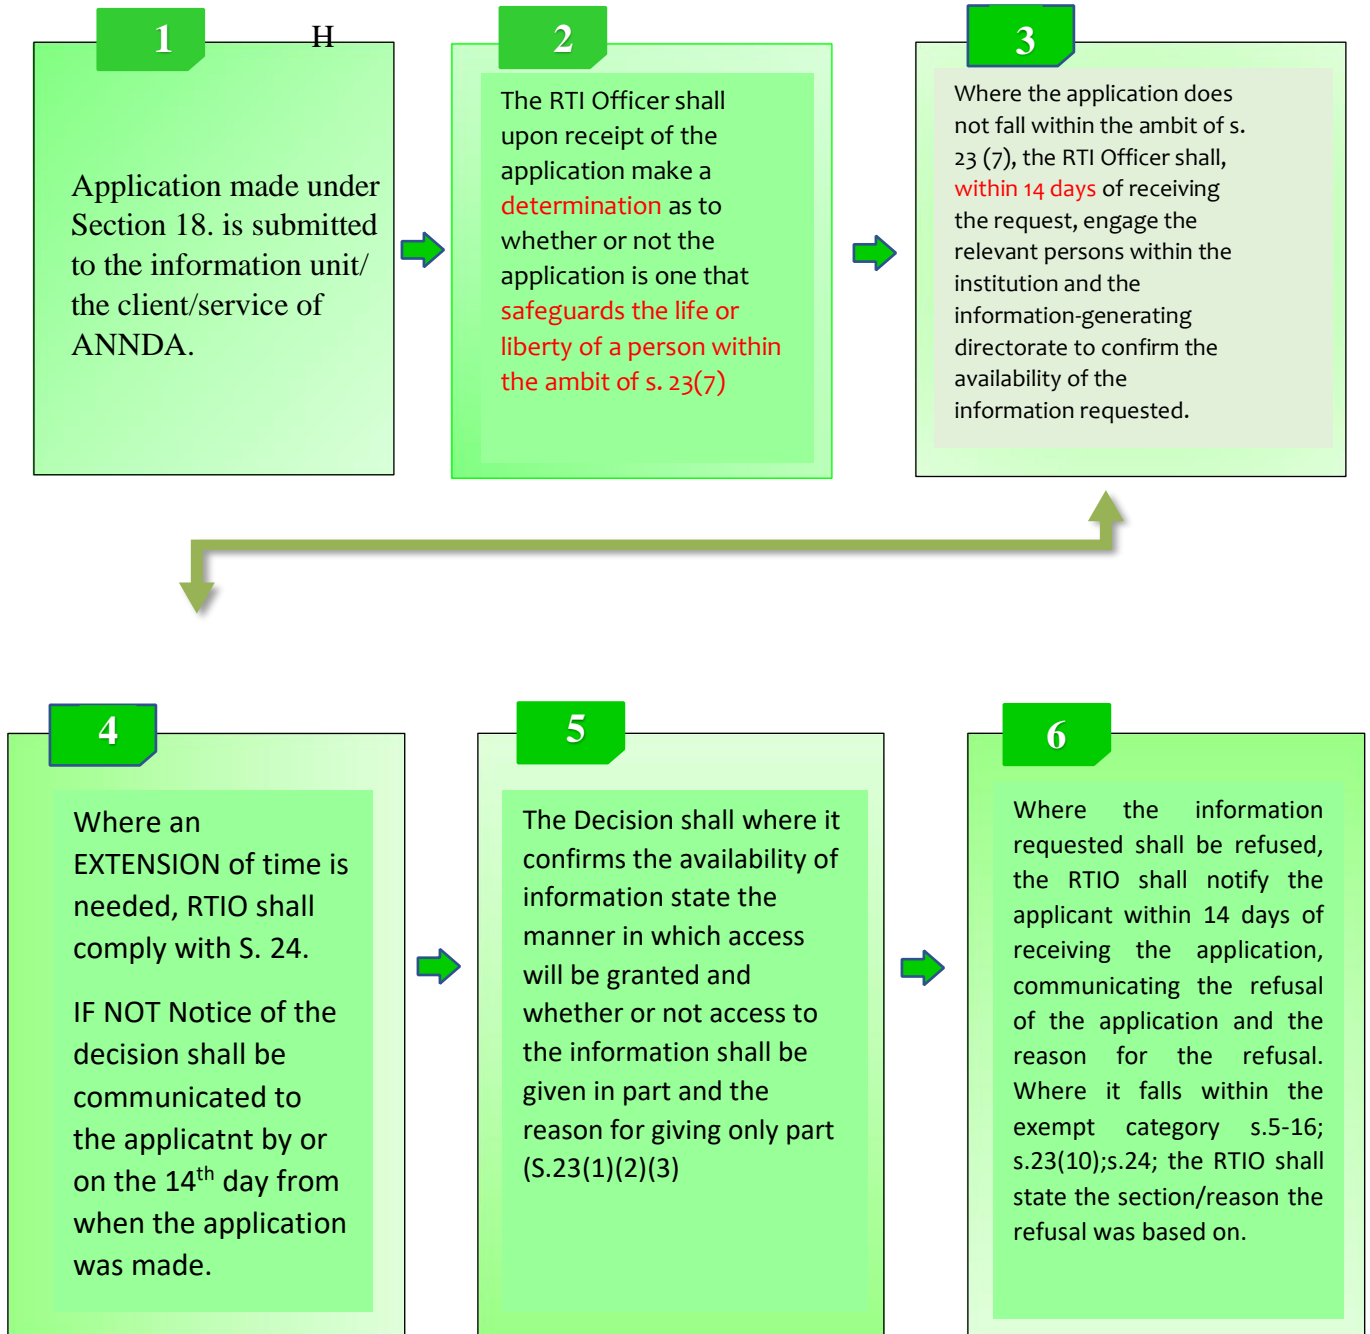 1
H
Application made under
Section 18. is submitted
to the information unit/
the client/service of
ANNDA.
2
The RTI Officer shall
upon receipt of the
application make a
determination as to
whether or not the
application is one that
safeguards the life or
liberty of a person within
the ambit of s. 23(7)
3
Where the application does
not fall within the ambit of s.
23 (7), the RTI Officer shall,
within 14 days of receiving
the request, engage the
relevant persons within the
institution and the
information-generating
directorate to confirm the
availability of the
information requested.
4
Where an
EXTENSION of time is
needed, RTIO shall
comply with S. 24.
IF NOT Notice of the
decision shall be
communicated to
the applicatnt by or
on the 14th day from
when the application
was made.
5
The Decision shall where it
confirms the availability of
information state the
manner in which access
will be granted and
whether or not access to
the information shall be
given in part and the
reason for giving only part
(S.23(1)(2)(3)
6
Where the information
requested shall be refused,
the RTIO shall notify the
applicant within 14 days of
receiving the application,
communicating the refusal
of the application and the
reason for the refusal.
Where it falls within the
exempt category s.5-16;
s.23(10);s.24; the RTIO shall
state the section/reason the
refusal was based on.